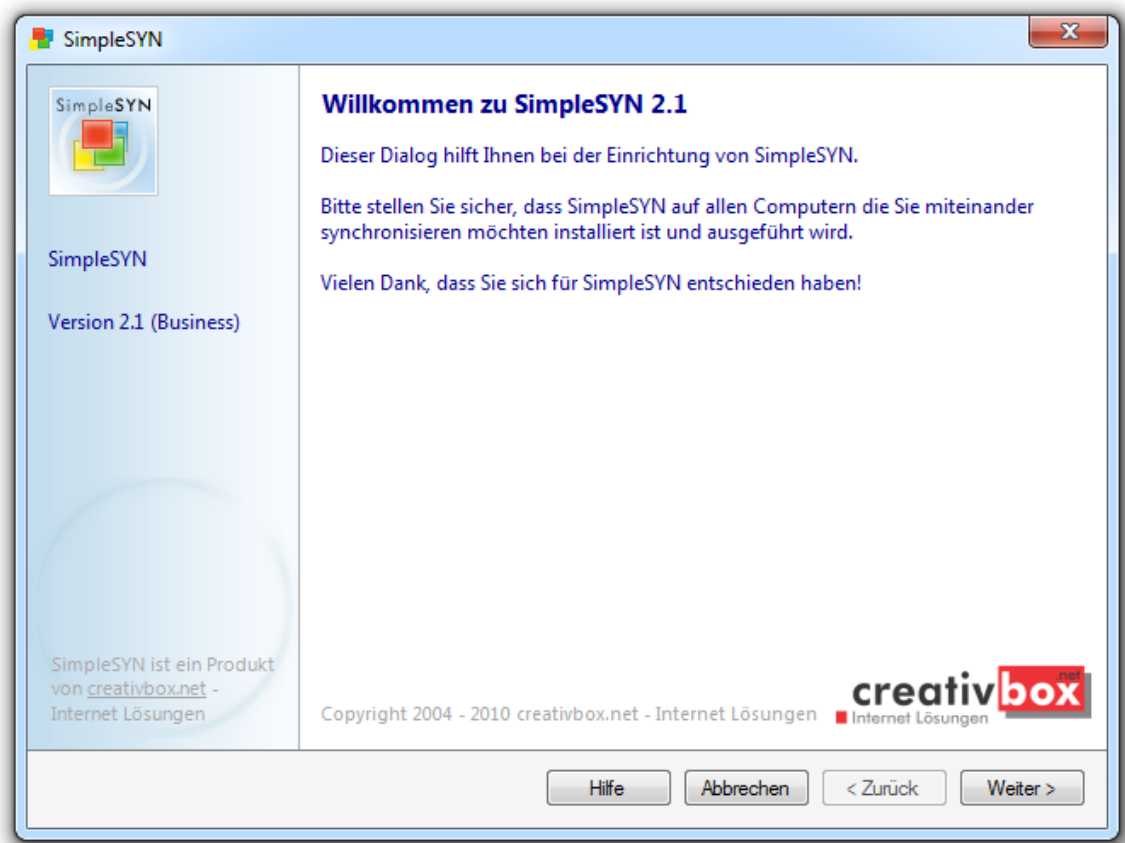 SimpleSYN
SimpleSYN
SimpleSYN
Version 2.1 (Business)
SimpleSYN ist ein Produkt
von creativbox.net -
Internet Lösungen
Willkommen zu SimpleSYN 2.1
Dieser Dialog hilft Ihnen bei der Einrichtung von SimpleSYN.
Bitte stellen Sie sicher, dass SimpleSYN auf allen Computern die Sie miteinander
synchronisieren möchten installiert ist und ausgeführt wird.
Vielen Dank, dass Sie sich für SimpleSYN entschieden haben!
Copyright 2004 - 2010 creativbox.net - Internet Lösungen
creativbox
.net
Internet Lösungen
Hilfe
Abbrechen
< Zurück
Weiter >